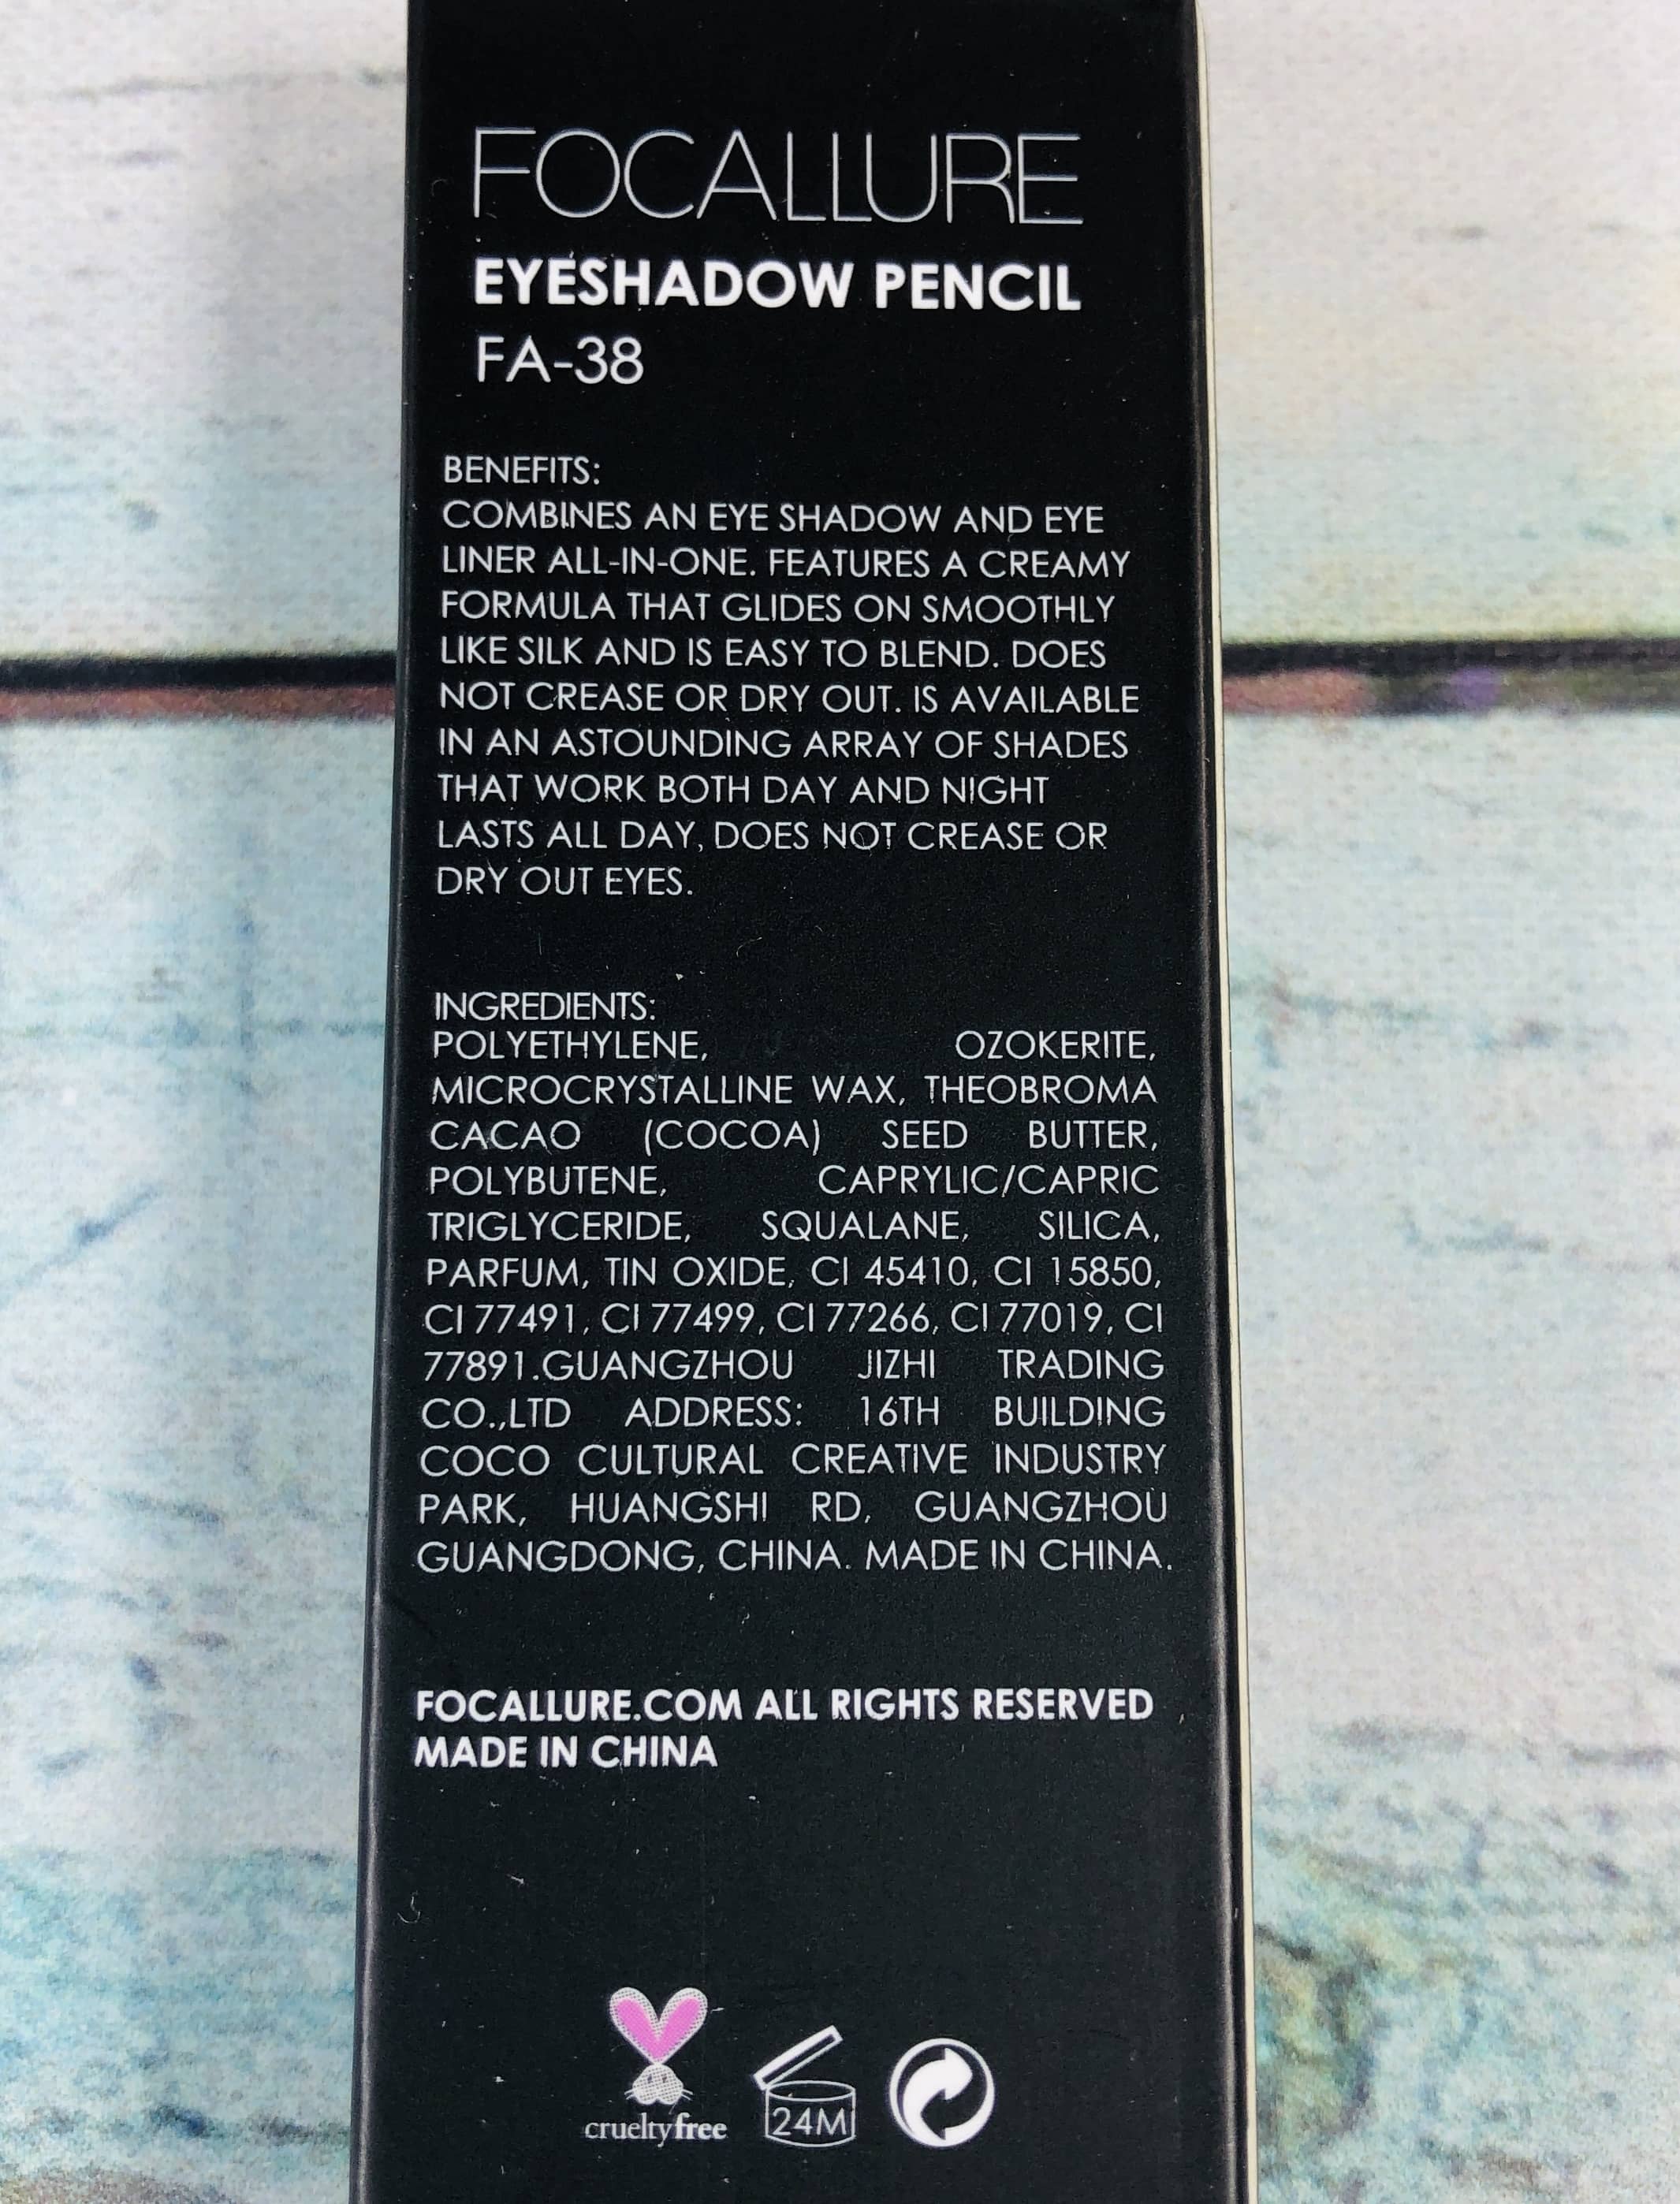 FOCALLURE
EYESHADOW PENCIL
FA-38
BENEFITS:
COMBINES AN EYE SHADOW AND EYE
LINER ALL-IN-ONE. FEATURES A CREAMY
FORMULA THAT GLIDES ON SMOOTHLY
LIKE SILK AND IS EASY TO BLEND. DOES
NOT CREASE OR DRY OUT. IS AVAILABLE
IN AN ASTOUNDING ARRAY OF SHADES
THAT WORK BOTH DAY AND NIGHT
LASTS ALL DAY, DOES NOT CREASE OR
DRY OUT EYES.
INGREDIENTS:
POLYETHYLENE, OZOKERITE,
MICROCRYSTALLINE WAX, THEOBROMA
CACAO (COCOA) SEED BUTTER,
POLYBUTENE, CAPRYLIC/CAPRIC
TRIGLYCERIDE, SQUALANE, SILICA,
PARFUM, TIN OXIDE, CI 45410, CI 15850,
CI 77491, CI 77499, CI 77266, CI 77019, CI
77891.GUANGZHOU JIZHI TRADING
CO.,LTD ADDRESS: 16TH BUILDING
COCO CULTURAL CREATIVE INDUSTRY
PARK, HUANGSHI RD, GUANGZHOU
GUANGDONG, CHINA. MADE IN CHINA.
FOCALLURE.COM ALL RIGHTS RESERVED
MADE IN CHINA
crueltyfree
24M